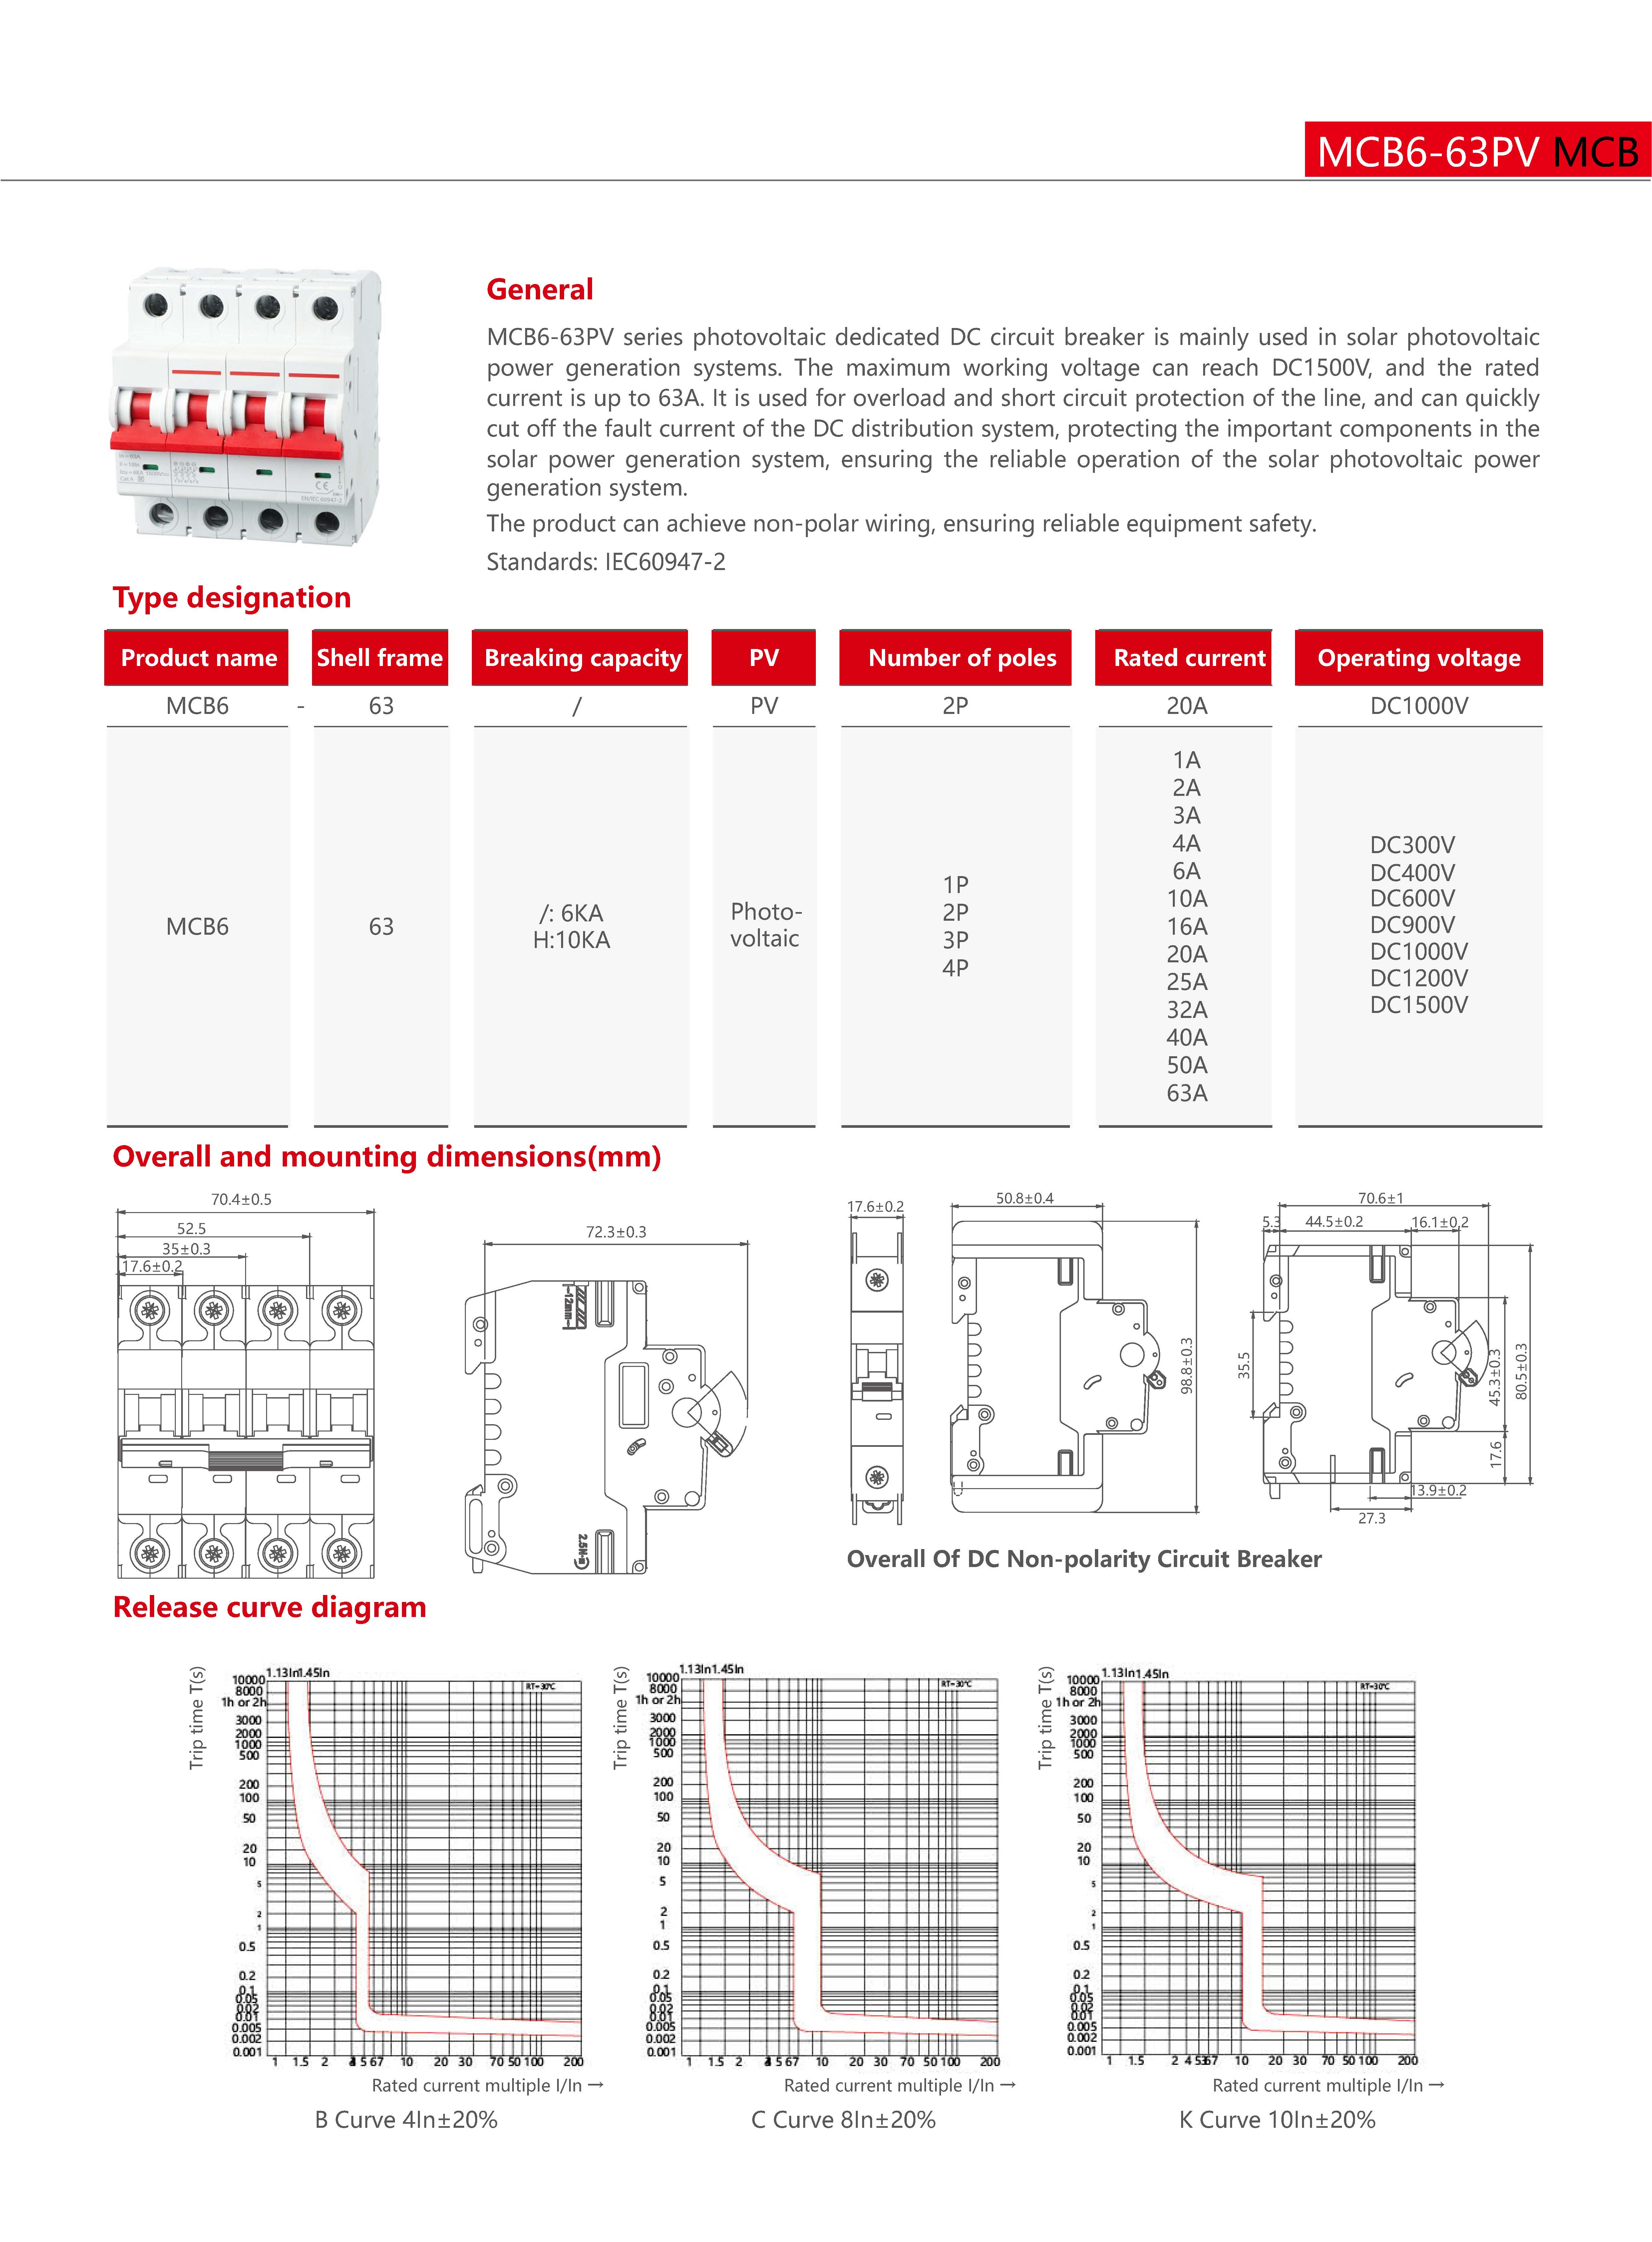 MCB6-63PV MCB
General
MCB6-63PV series photovoltaic dedicated DC circuit breaker is mainly used in solar photovoltaic
power generation systems. The maximum working voltage can reach DC1500V, and the rated
current is up to 63A. It is used for overload and short circuit protection of the line, and can quickly
cut off the fault current of the DC distribution system, protecting the important components in the
solar power generation system, ensuring the reliable operation of the solar photovoltaic power
generation system.
The product can achieve non-polar wiring, ensuring reliable equipment safety.
Standards: IEC60947-2
CE
EN/IEC 60947-2
Type designation
Product name Shell frame Breaking capacity PV Number of poles Rated current Operating voltage
MCB6 - 63 / PV 2P 20A DC1000V
MCB6
63
/: 6KA
H:10KA
Photo-
voltaic
1P
2P
3P
4P
1A
2A
3A
4A
6A
10A
16A
20A
25A
32A
40A
50A
63A
DC300V
DC400V
DC600V
DC900V
DC1000V
DC1200V
DC1500V
Overall and mounting dimensions(mm)
70.4±0.5
52.5
35±0.3
17.6±0.2
72.3±0.3
12mm
17.6±0.2
50.8±0.4
98.8±0.3
70.6±1
5.3 44.5±0.2 16.1±0.2
35.5
45.3±0.3
80.5±0.3
17.6
13.9±0.2
27.3
Overall Of DC Non-polarity Circuit Breaker
Release curve diagram
Trip time T(s)
1.13In1.45In
RT=30℃
10000
8000
1h or 2h
3000
2000
1000
500
200
100
50
20
10
5
2
1
0.5
0.2
0.1
0.05
0.02
0.01
0.005
0.002
0.001
1 1.5 2 4 5 6 7 10 20 30 70 50 100 200
Rated current multiple I/In →
B Curve 4In±20%
Trip time T(s)
1.13In1.45In
RT=30℃
10000
8000
1h or 2h
3000
2000
1000
500
200
100
50
20
10
5
2
1
0.5
0.2
0.1
0.05
0.02
0.01
0.005
0.002
0.001
1 1.5 2 4 5 6 7 10 20 30 70 50 100 200
Rated current multiple I/In →
C Curve 8In±20%
Trip time T(s)
1.13In1.45In
RT=30℃
10000
8000
1h or 2h
3000
2000
1000
500
200
100
50
20
10
5
2
1
0.5
0.2
0.1
0.05
0.02
0.01
0.005
0.002
0.001
1 1.5 2 4 5 6 7 10 20 30 70 50 100 200
Rated current multiple I/In →
K Curve 10In±20%